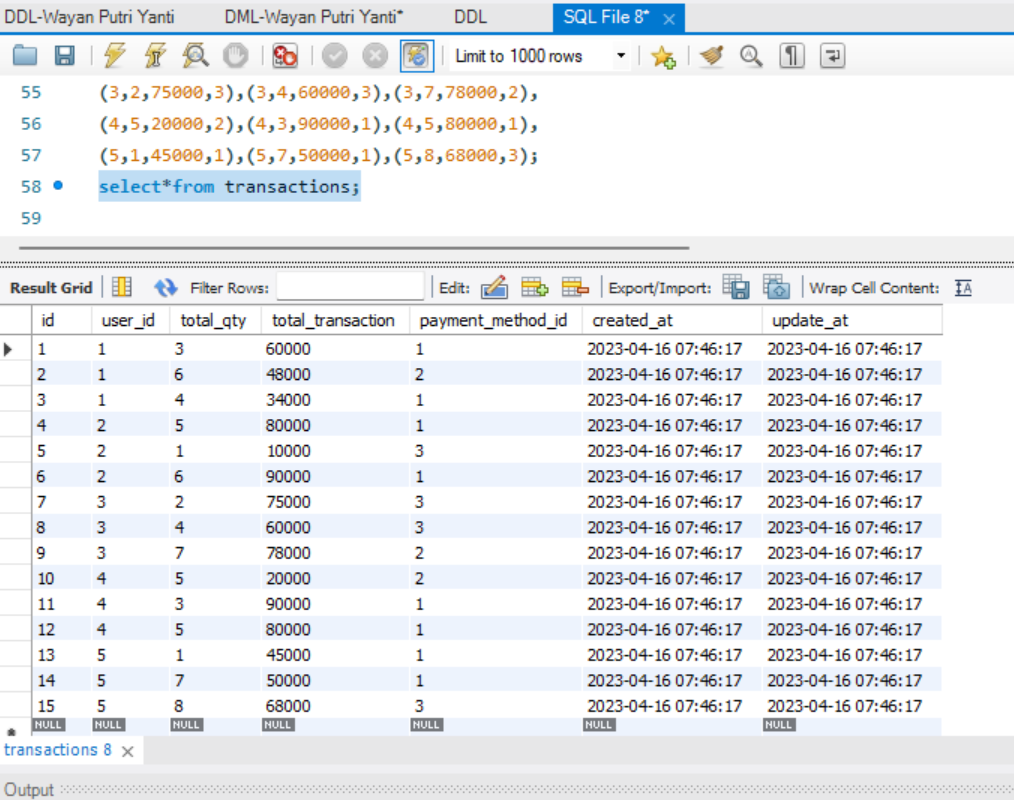 DDL-Wayan Putri Yanti DML-Wayan Putri Yanti* DDL SQL File 8* ×
Limit to 1000 rows
55 (3,2,75000,3),(3,4,60000,3),(3,7,78000,2),
56 (4,5,20000,2),(4,3,90000,1),(4,5,80000,1),
57 (5,1,45000,1),(5,7,50000,1),(5,8,68000,3);
58 select*from transactions;
59
Result Grid Filter Rows: Edit: Export/Import: Wrap Cell Content:
id user_id total_qty total_transaction payment_method_id created_at update_at
1 1 3 60000 1 2023-04-16 07:46:17 2023-04-16 07:46:17
2 1 6 48000 2 2023-04-16 07:46:17 2023-04-16 07:46:17
3 1 4 34000 1 2023-04-16 07:46:17 2023-04-16 07:46:17
4 2 5 80000 1 2023-04-16 07:46:17 2023-04-16 07:46:17
5 2 1 10000 3 2023-04-16 07:46:17 2023-04-16 07:46:17
6 2 6 90000 1 2023-04-16 07:46:17 2023-04-16 07:46:17
7 3 2 75000 3 2023-04-16 07:46:17 2023-04-16 07:46:17
8 3 4 60000 3 2023-04-16 07:46:17 2023-04-16 07:46:17
9 3 7 78000 2 2023-04-16 07:46:17 2023-04-16 07:46:17
10 4 5 20000 2 2023-04-16 07:46:17 2023-04-16 07:46:17
11 4 3 90000 1 2023-04-16 07:46:17 2023-04-16 07:46:17
12 4 5 80000 1 2023-04-16 07:46:17 2023-04-16 07:46:17
13 5 1 45000 1 2023-04-16 07:46:17 2023-04-16 07:46:17
14 5 7 50000 1 2023-04-16 07:46:17 2023-04-16 07:46:17
15 5 8 68000 3 2023-04-16 07:46:17 2023-04-16 07:46:17
NULL NULL NULL NULL NULL NULL NULL
transactions 8 ×
Output